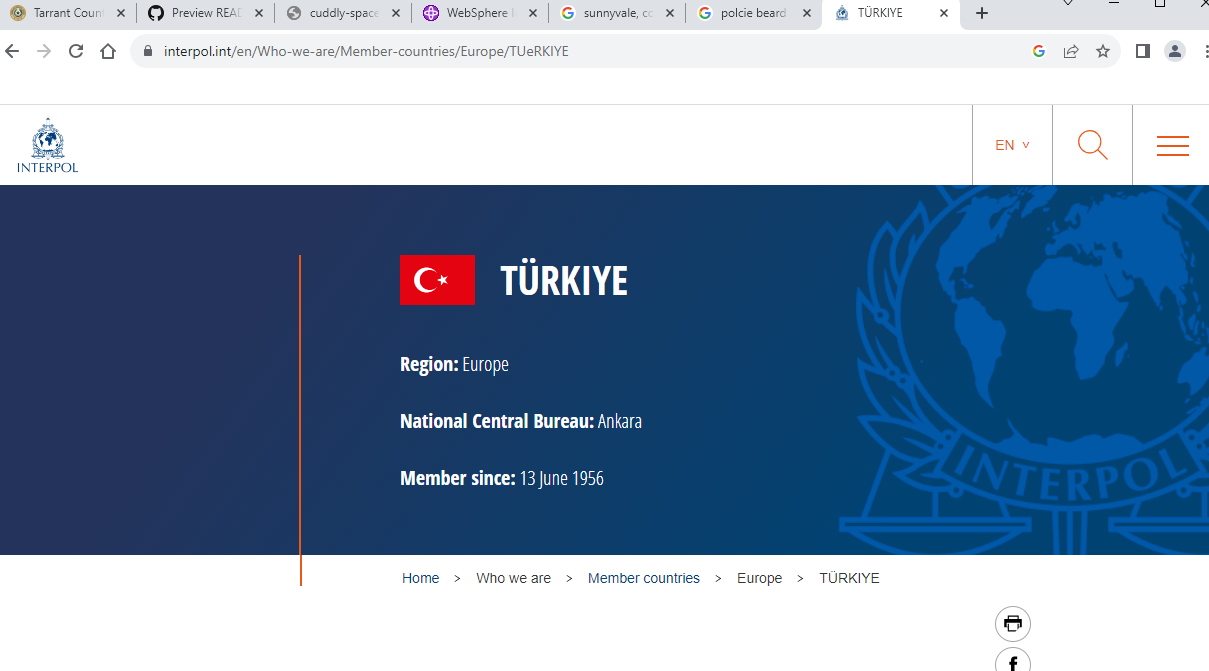 Tarrant Count
Preview READ
cuddly-space
WebSphere
sunnyvale, cc
polcie beard
TÜRKIYE
interpol.int/en/Who-we-are/Member-countries/Europe/TUeRKIYE
INTERPOL
EN
TÜRKIYE
Region: Europe
National Central Bureau: Ankara
Member since: 13 June 1956
INTERPOL
Home > Who we are > Member countries > Europe > TÜRKIYE